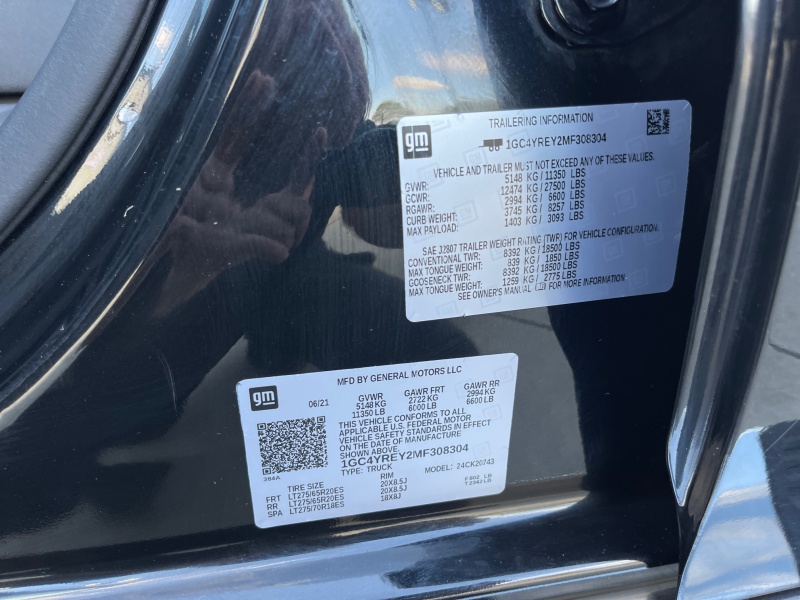 gm
TRAILERING INFORMATION
1GC4YREY2MF308304
VEHICLE AND TRAILER MUST NOT EXCEED ANY OF THESE VALUES.
GVWR: 5148 KG / 11350 LBS
GCWR: 12474 KG / 27500 LBS
RGAWR: 2994 KG / 6600 LBS
CURB WEIGHT: 3745 KG / 8257 LBS
MAX PAYLOAD: 1403 KG / 3093 LBS
SAE J2807 TRAILER WEIGHT RATING (TWR) FOR VEHICLE CONFIGURATION.
CONVENTIONAL TWR: 8392 KG / 18500 LBS
MAX TONGUE WEIGHT: 839 KG / 1850 LBS
GOOSENECK TWR: 8392 KG / 18500 LBS
MAX TONGUE WEIGHT: 1259 KG / 2775 LBS
SEE OWNER'S MANUAL FOR MORE INFORMATION
MFD BY GENERAL MOTORS LLC
gm
06/21
GVWR GAWR FRT GAWR RR
5148 KG 2722 KG 2994 KG
11350 LB 6000 LB 6600 LB
THIS VEHICLE CONFORMS TO ALL
APPLICABLE U.S. FEDERAL MOTOR
VEHICLE SAFETY STANDARDS IN EFFECT
ON THE DATE OF MANUFACTURE
1GC4YREY2MF308304
TYPE: TRUCK MODEL: 24CK20743
384A
TIRE SIZE RIM
FRT LT275/65R20ES 20X8.5J
RR LT275/65R20ES 20X8.5J
SPA LT275/70R18ES 18X8J